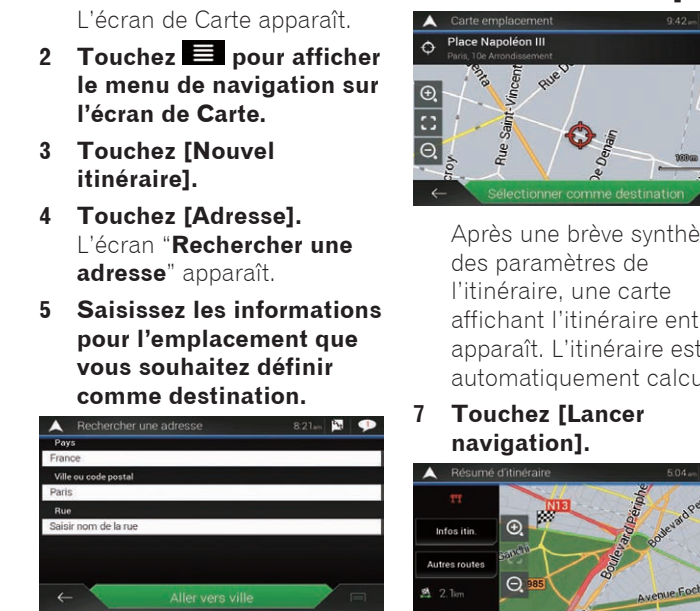 L'écran de Carte apparaît.
2 Touchez pour afficher
le menu de navigation sur
l'écran de Carte.
3 Touchez [Nouvel
itinéraire].
4 Touchez [Adresse].
L'écran “Rechercher une
adresse” apparaît.
5 Saisissez les informations
pour l'emplacement que
vous souhaitez définir
comme destination.
Rechercher une adresse 8:21am
Pays
France
Ville ou code postal
Paris
Rue
Saisir nom de la rue
Aller vers ville
Carte emplacement 9:42am
Place Napoléon III
Paris, 10e Arrondissement
Rue Saint-Vincent
Rue D
De Denain
100m
Sélectionner comme destination
Après une brève synthè
des paramètres de
l'itinéraire, une carte
affichant l'itinéraire ent
apparaît. L'itinéraire est
automatiquement calcu
7 Touchez [Lancer
navigation].
Résumé d'itinéraire 5:04am
N13
Infos itin.
Autres routes
2.1km
985
Boulevard Périphé
Boulevard Pe
Avenue Foch